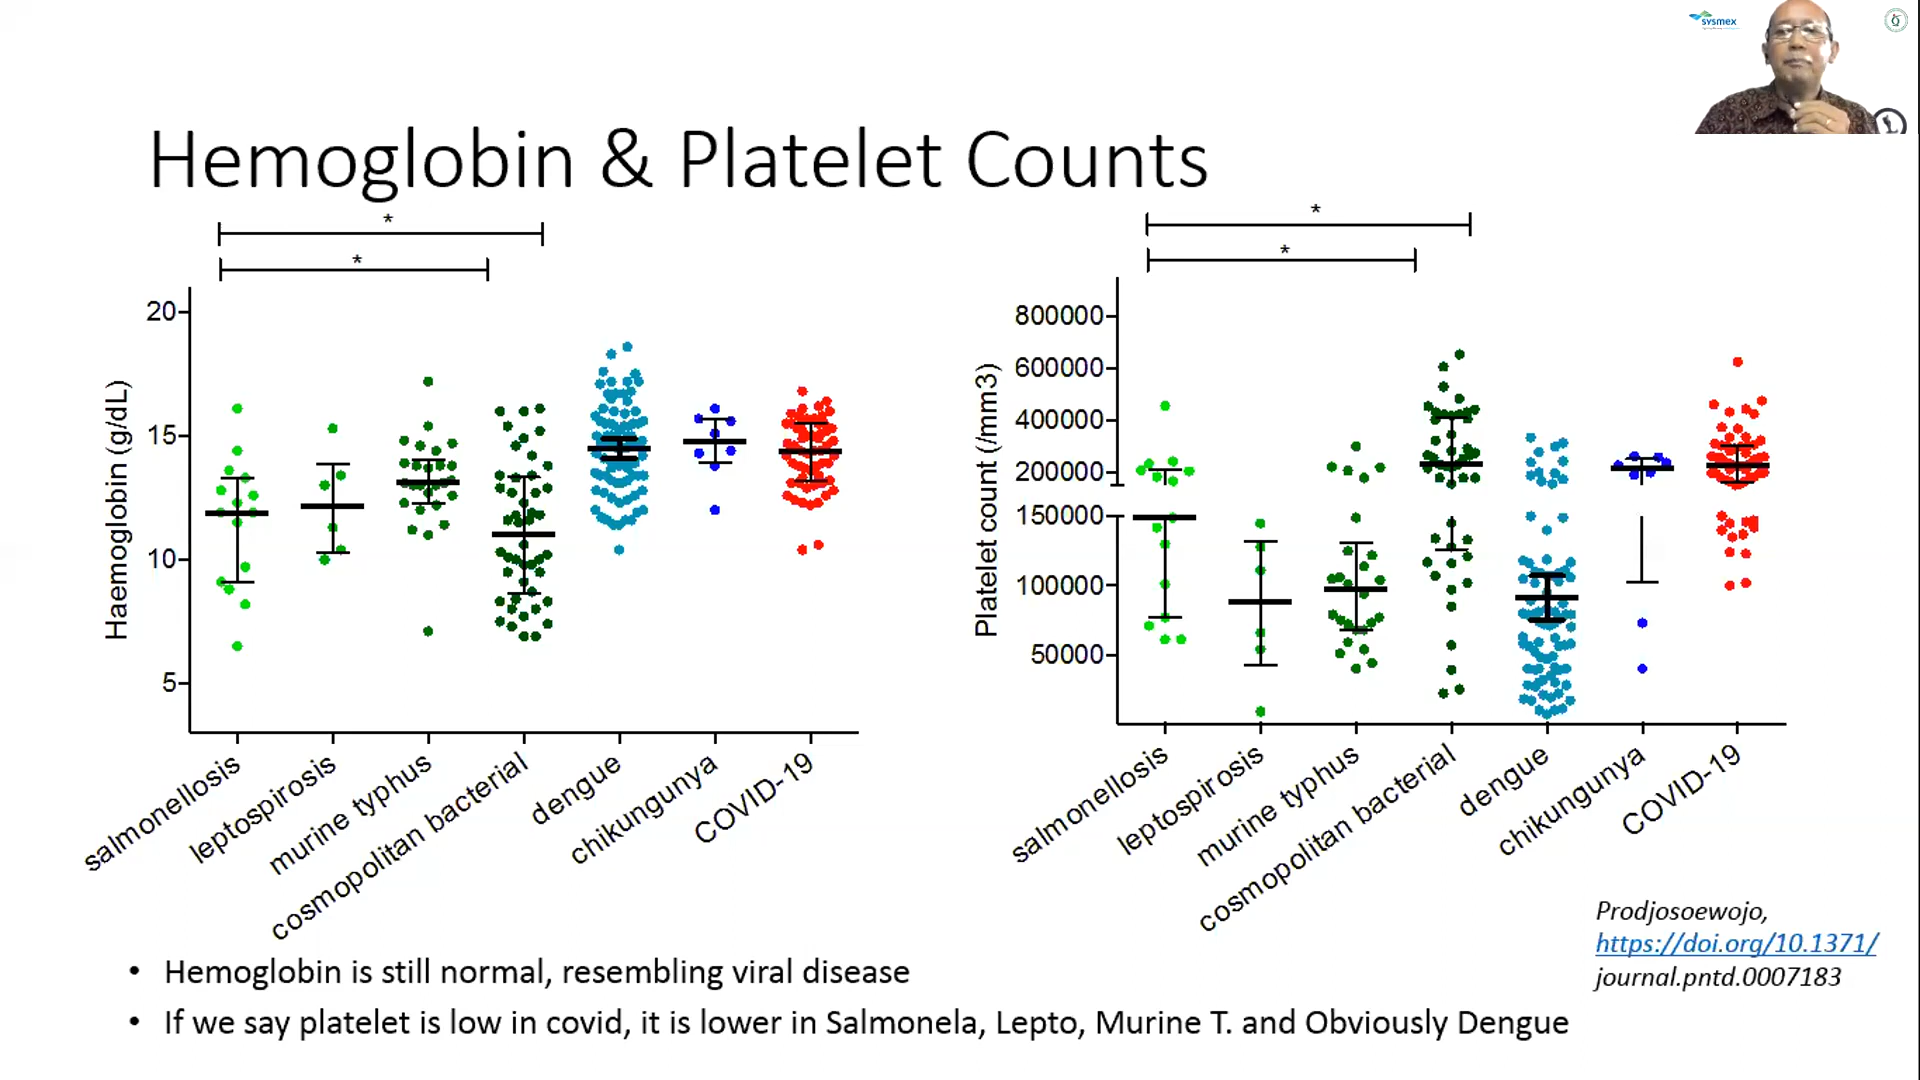 sysmex
Hemoglobin & Platelet Counts
*
*
20
15
10
5
Haemoglobin (g/dL)
salmonellosis
leptospirosis
murine typhus
cosmopolitan bacterial
dengue
chikungunya
COVID-19
*
*
800000
600000
400000
200000
150000
100000
50000
Platelet count (/mm3)
salmonellosis
leptospirosis
murine typhus
cosmopolitan bacterial
dengue
chikungunya
COVID-19
Prodjosoewojo,
https://doi.org/10.1371/
journal.pntd.0007183
• Hemoglobin is still normal, resembling viral disease
• If we say platelet is low in covid, it is lower in Salmonela, Lepto, Murine T. and Obviously Dengue